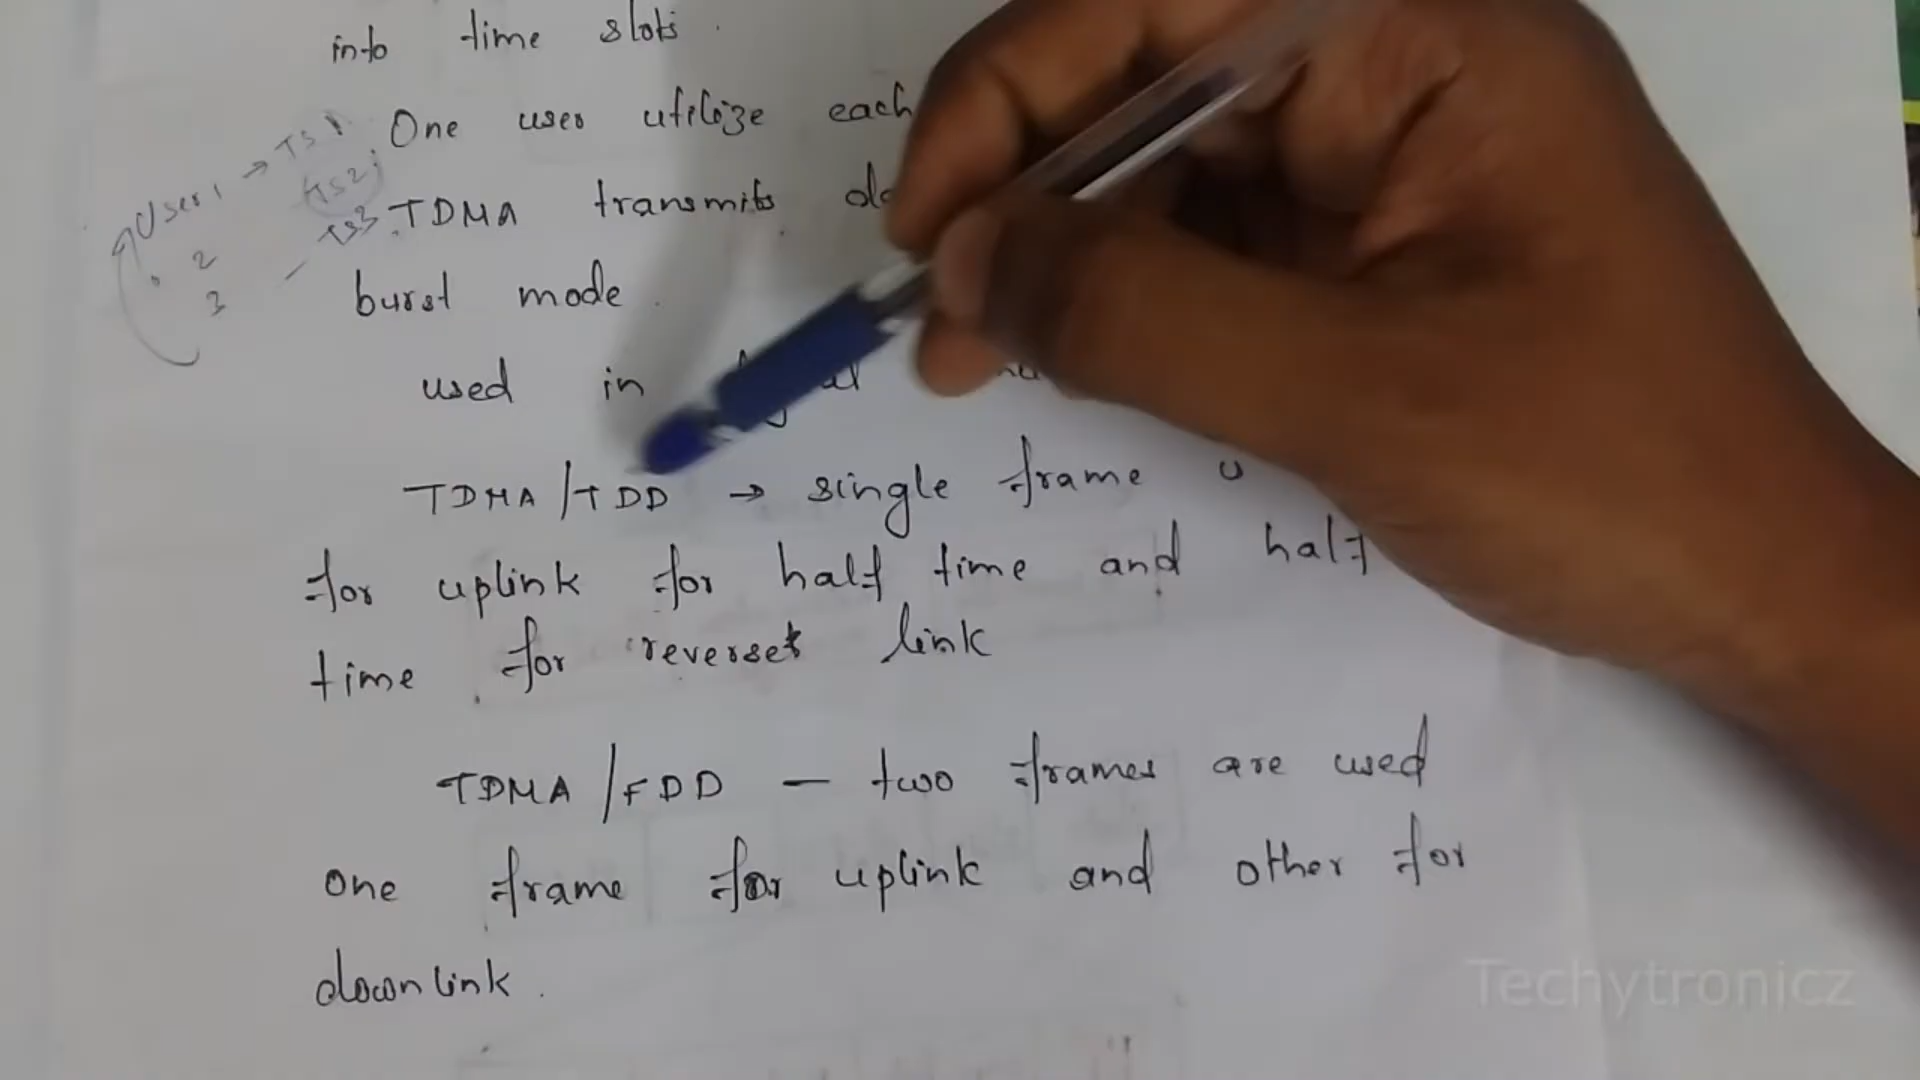 into time slots.
One user utilize each
TDMA transmits
burst mode.
User 1 → TS1
2 TS2
3 — TS3
used in
TDMA/TDD → single frame
for uplink for half time and half
time for reverse link
TDMA/FDD — two frames are used
one frame for uplink and other for
downlink.
Techytronicz